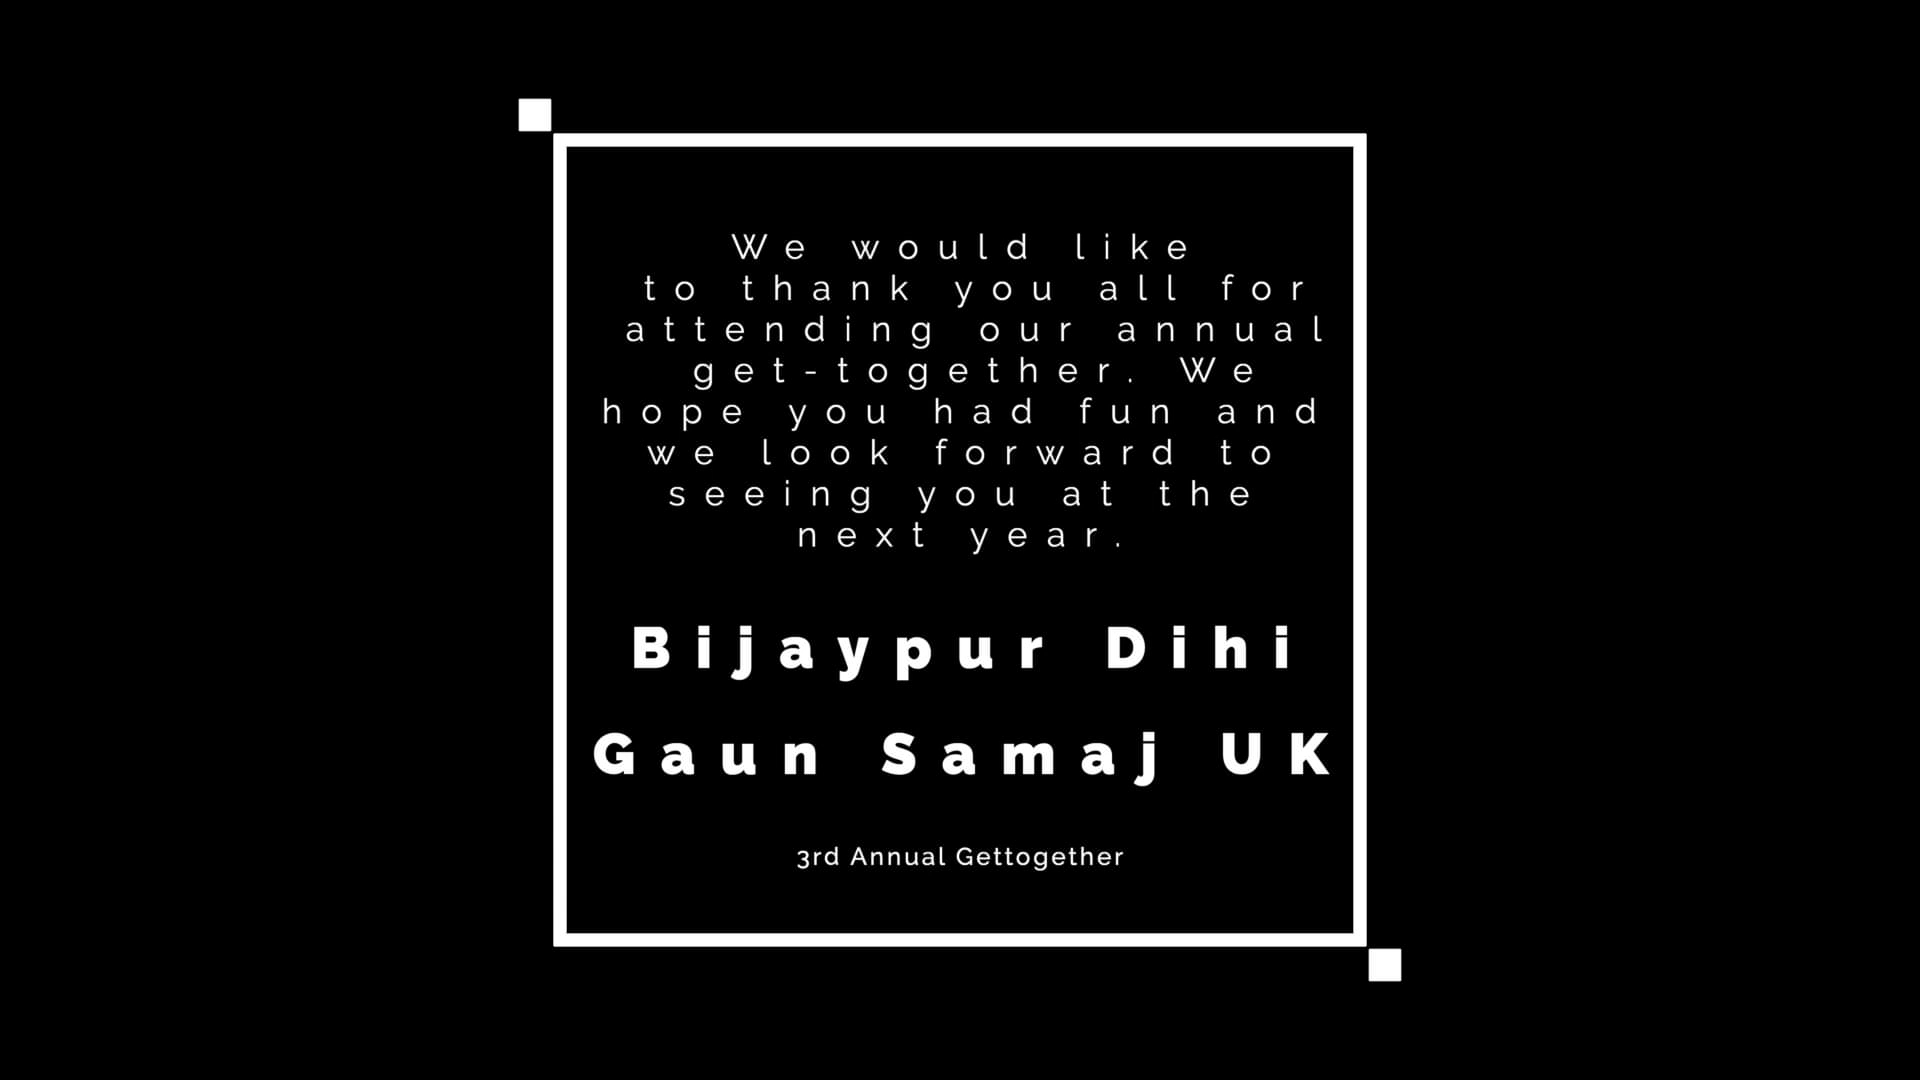 We would like
to thank you all for
attending our annual
get-together. We
hope you had fun and
we look forward to
seeing you at the
next year.
Bijaypur Dihi
Gaun Samaj UK
3rd Annual Gettogether